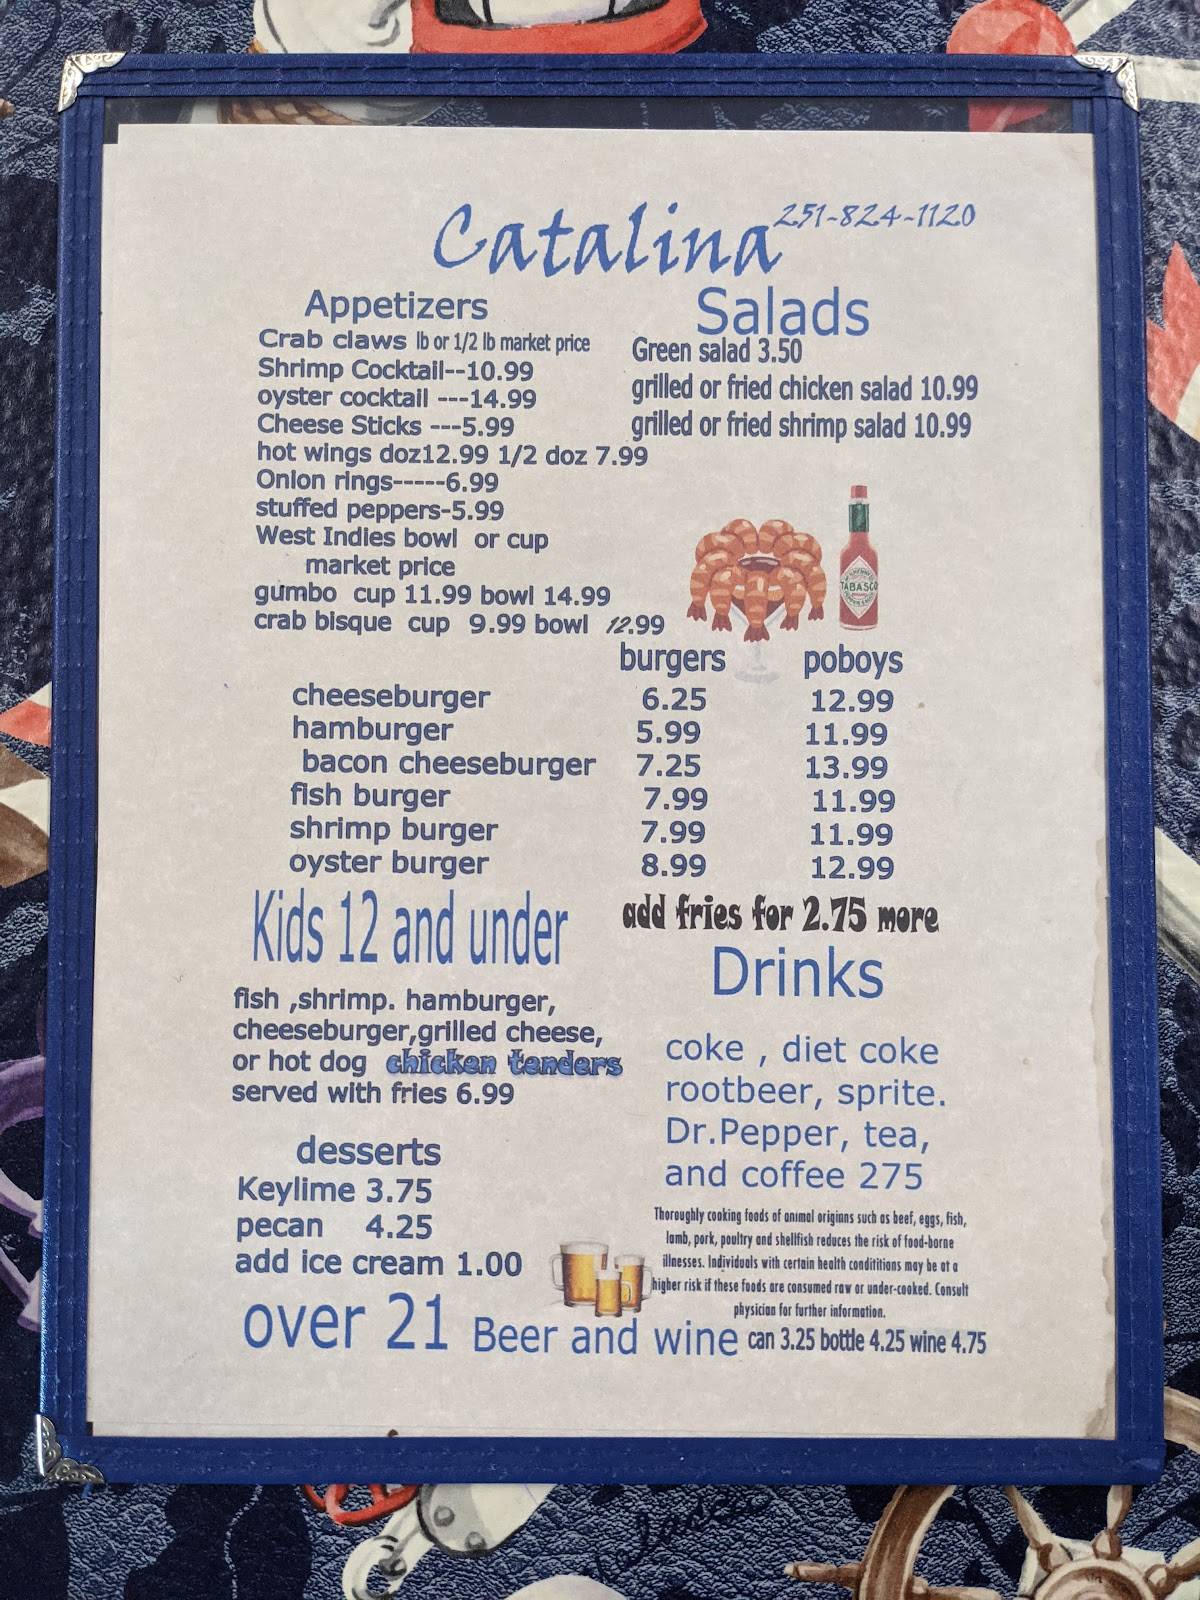 Catalina 251-824-1120
Appetizers
Crab claws lb or 1/2 lb market price
Shrimp Cocktail--10.99
oyster cocktail ---14.99
Cheese Sticks ---5.99
hot wings doz12.99 1/2 doz 7.99
Onion rings-----6.99
stuffed peppers-5.99
West Indies bowl or cup
market price
gumbo cup 11.99 bowl 14.99
crab bisque cup 9.99 bowl 12.99
Salads
Green salad 3.50
grilled or fried chicken salad 10.99
grilled or fried shrimp salad 10.99
TABASCO
burgers poboys
cheeseburger 6.25 12.99
hamburger 5.99 11.99
bacon cheeseburger 7.25 13.99
fish burger 7.99 11.99
shrimp burger 7.99 11.99
oyster burger 8.99 12.99
add fries for 2.75 more
Kids 12 and under
fish ,shrimp. hamburger,
cheeseburger,grilled cheese,
or hot dog chicken tenders
served with fries 6.99
desserts
Keylime 3.75
pecan 4.25
add ice cream 1.00
Drinks
coke , diet coke
rootbeer, sprite.
Dr.Pepper, tea,
and coffee 275
Thoroughly cooking foods of animal originns such as beef, eggs, fish,
lamb, pork, poultry and shellfish reduces the risk of food-borne
illnesses. Individuals with certain health condititions may be at a
higher risk if these foods are consumed raw or under-cooked. Consult
physician for further information.
over 21 Beer and wine can 3.25 bottle 4.25 wine 4.75